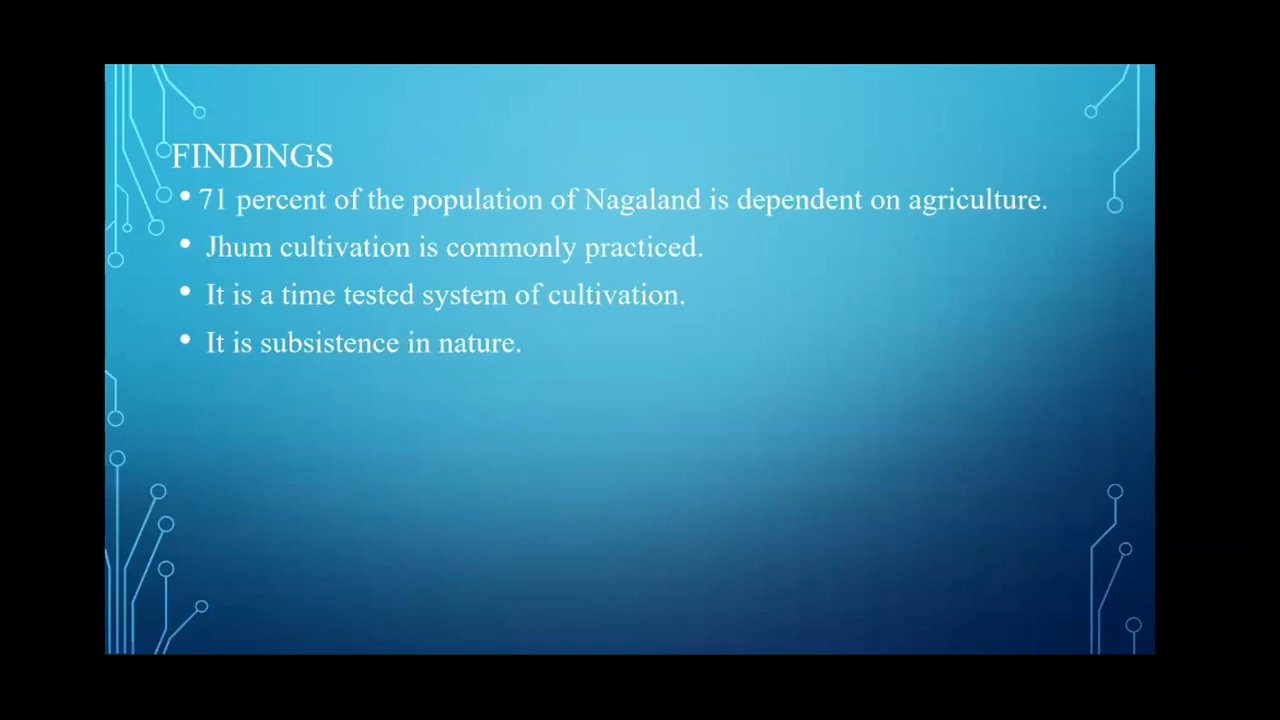 FINDINGS
• 71 percent of the population of Nagaland is dependent on agriculture.
• Jhum cultivation is commonly practiced.
• It is a time tested system of cultivation.
• It is subsistence in nature.